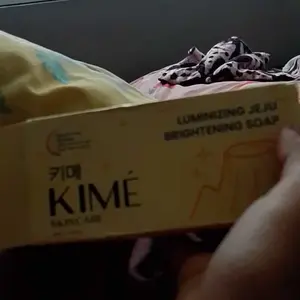 키메
KIMÉ
SKINCARE
LUMINIZING JEJU
BRIGHTENING SOAP